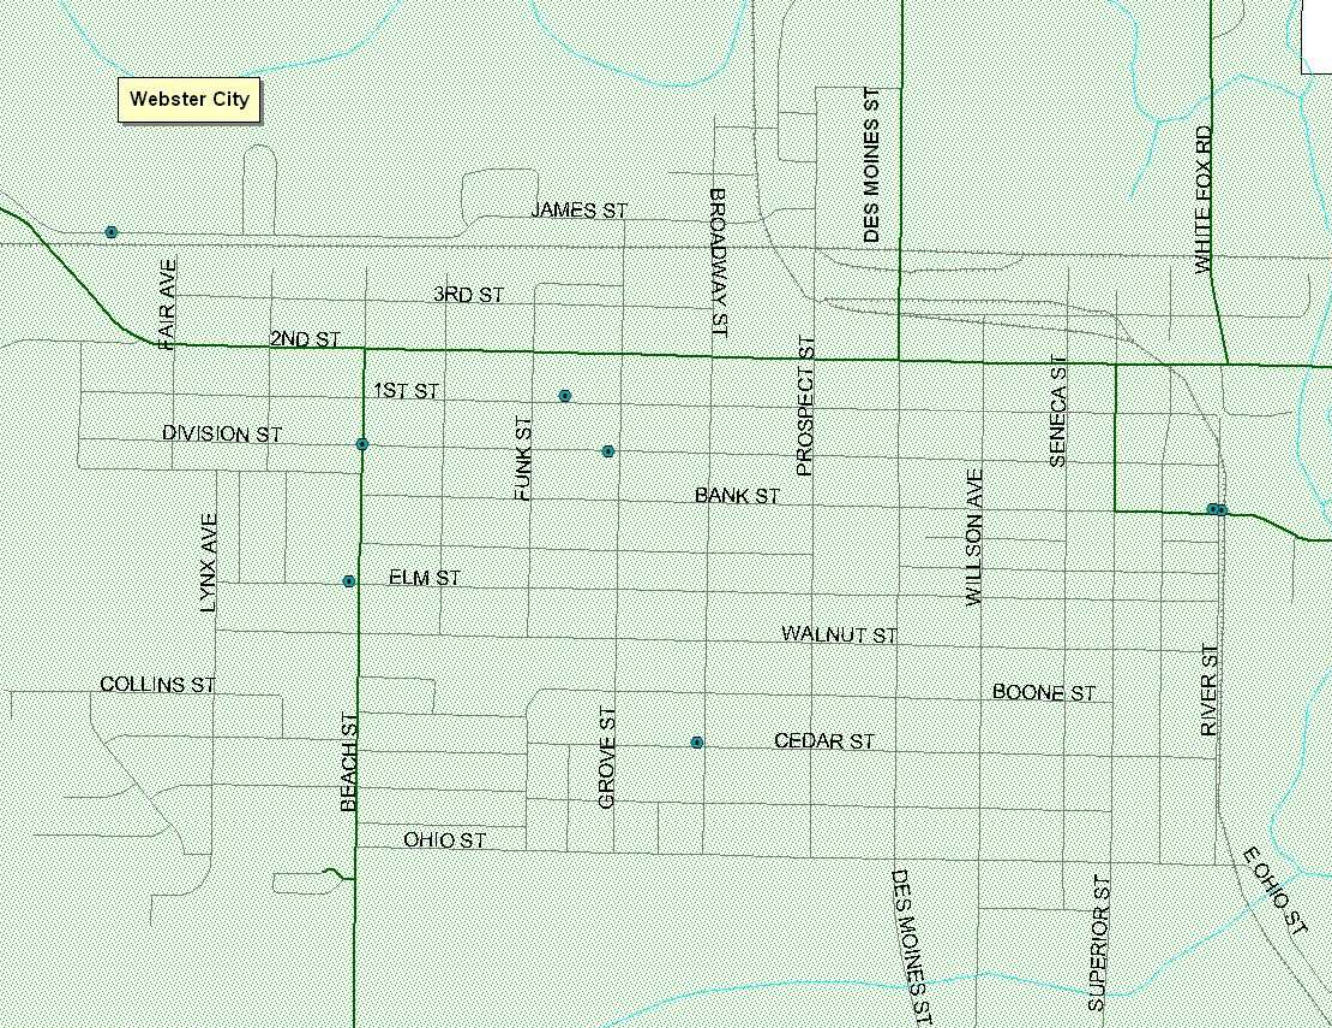 Webster City
DES MOINES ST
WHITE FOX RD
JAMES ST
BROADWAY ST
FAIR AVE
3RD ST
2ND ST
PROSPECT ST
SENECA ST
1ST ST
DIVISION ST
FUNK ST
BANK ST
WILLSON AVE
LYNX AVE
ELM ST
WALNUT ST
COLLINS ST
BOONE ST
RIVER ST
BEACH ST
GROVE ST
CEDAR ST
OHIO ST
E OHIO ST
DES MOINES ST
SUPERIOR ST